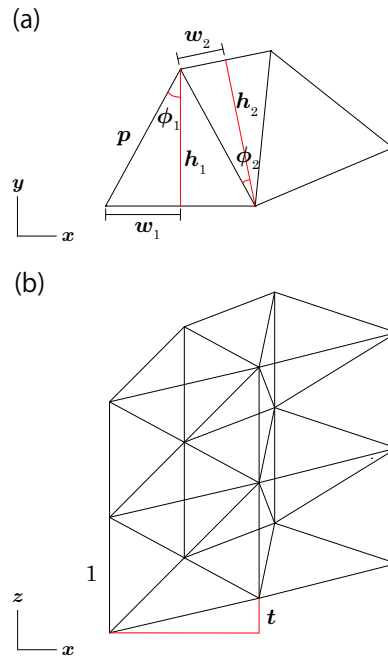 (a)
w₂
p
ϕ₁
h₁
h₂
ϕ₂
y
x
w₁
(b)
1
z
x
t